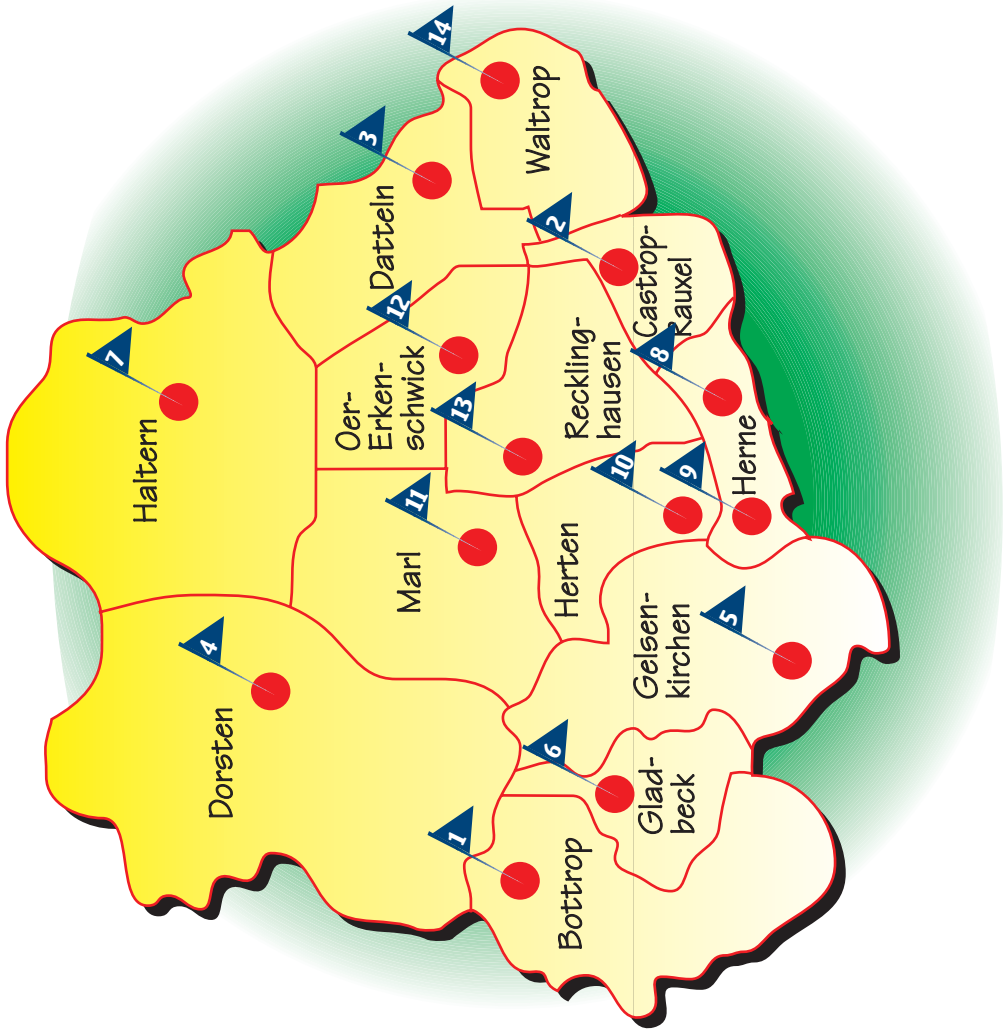 7
Haltern
4
Dorsten
3
Datteln
Oer-
Erken-
schwick
12
Marl
11
14
1
13
Waltrop
6
2
Herten
Bottrop
Reckling-
hausen
10
Castrop-
Rauxel
Gelsen-
kirchen
Glad-
beck
8
9
5
Herne